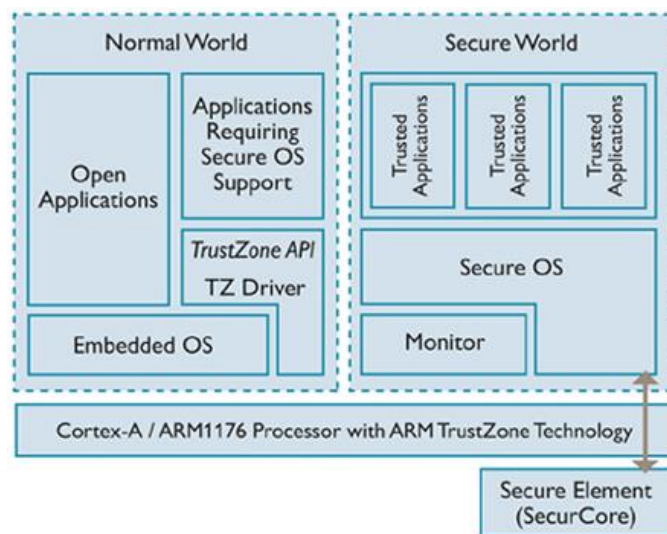 Normal World
Open
Applications
Applications
Requiring
Secure OS
Support
TrustZone API
TZ Driver
Embedded OS
Secure World
Trusted
Applications
Trusted
Applications
Trusted
Applications
Secure OS
Monitor
Cortex-A / ARM1176 Processor with ARM TrustZone Technology
Secure Element
(SecurCore)